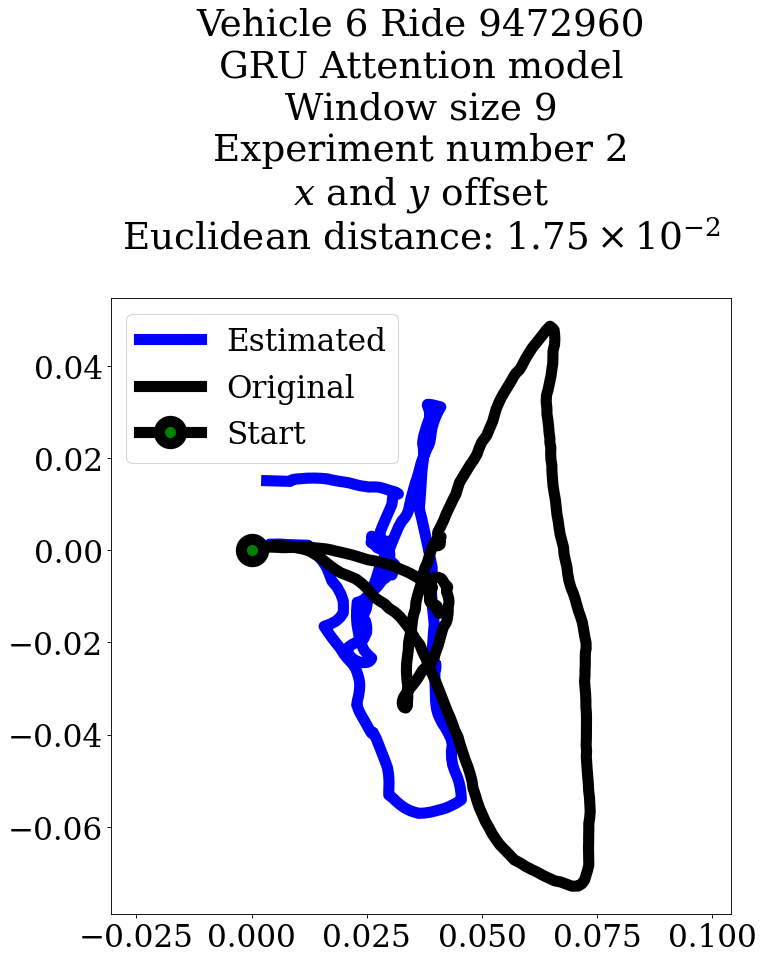 Vehicle 6 Ride 9472960
GRU Attention model
Window size 9
Experiment number 2
x and y offset
Euclidean distance: 1.75 × 10⁻²
Estimated
Original
Start
0.04
0.02
0.00
−0.02
−0.04
−0.06
−0.025 0.000 0.025 0.050 0.075 0.100